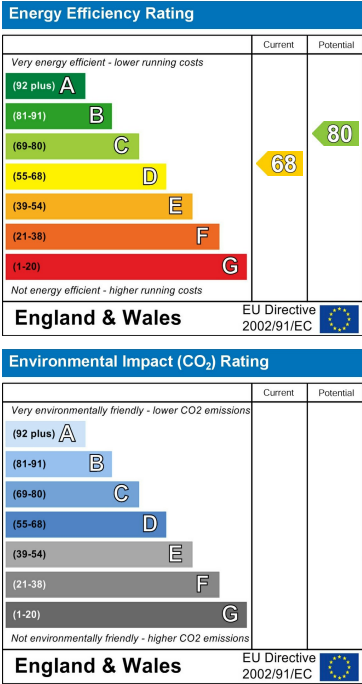 Energy Efficiency Rating
Current Potential
Very energy efficient - lower running costs
(92 plus) A
(81-91) B
(69-80) C
(55-68) D
(39-54) E
(21-38) F
(1-20) G
68
80
Not energy efficient - higher running costs
England & Wales
EU Directive
2002/91/EC
Environmental Impact (CO₂) Rating
Current Potential
Very environmentally friendly - lower CO2 emissions
(92 plus) A
(81-91) B
(69-80) C
(55-68) D
(39-54) E
(21-38) F
(1-20) G
Not environmentally friendly - higher CO2 emissions
England & Wales
EU Directive
2002/91/EC